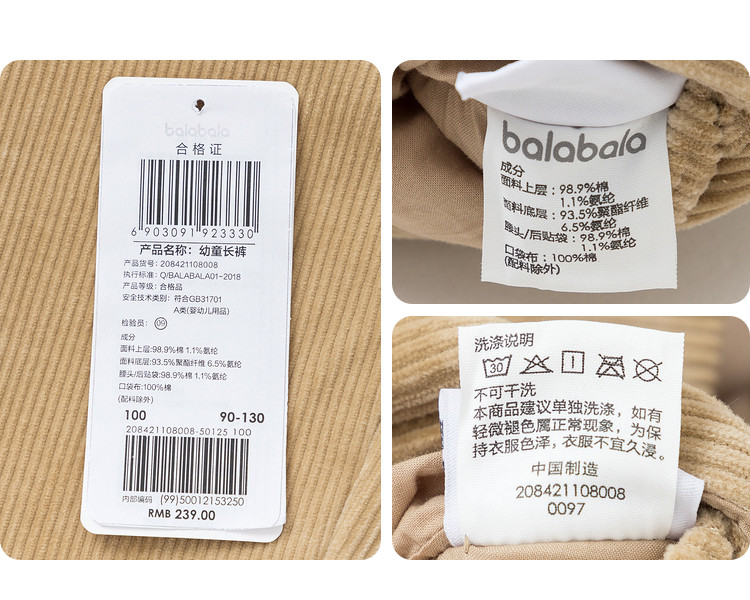 balabala
合格证
6 903091 923330
产品名称：幼童长裤
产品货号：208421108008
执行标准：Q/BALABALA01-2018
产品等级：合格品
安全技术类别：符合GB31701
A类(婴幼儿用品)
检验员：09
成分
面料上层:98.9%棉 1.1%氨纶
面料底层:93.5%聚酯纤维 6.5%氨纶
腰头/后贴袋:98.9%棉 1.1%氨纶
口袋布:100%棉
(配料除外)
100 90-130
208421108008-50125 100
内部编码 (99)50012153250
RMB 239.00
balabala
成分
面料上层：98.9%棉
1.1%氨纶
面料底层：93.5%聚酯纤维
6.5%氨纶
腰头/后贴袋：98.9%棉
1.1%氨纶
口袋布：100%棉
(配料除外)
洗涤说明
30
不可干洗
本商品建议单独洗涤，如有
轻微褪色属正常现象，为保
持衣服色泽，衣服不宜久浸。
中国制造
208421108008
0097